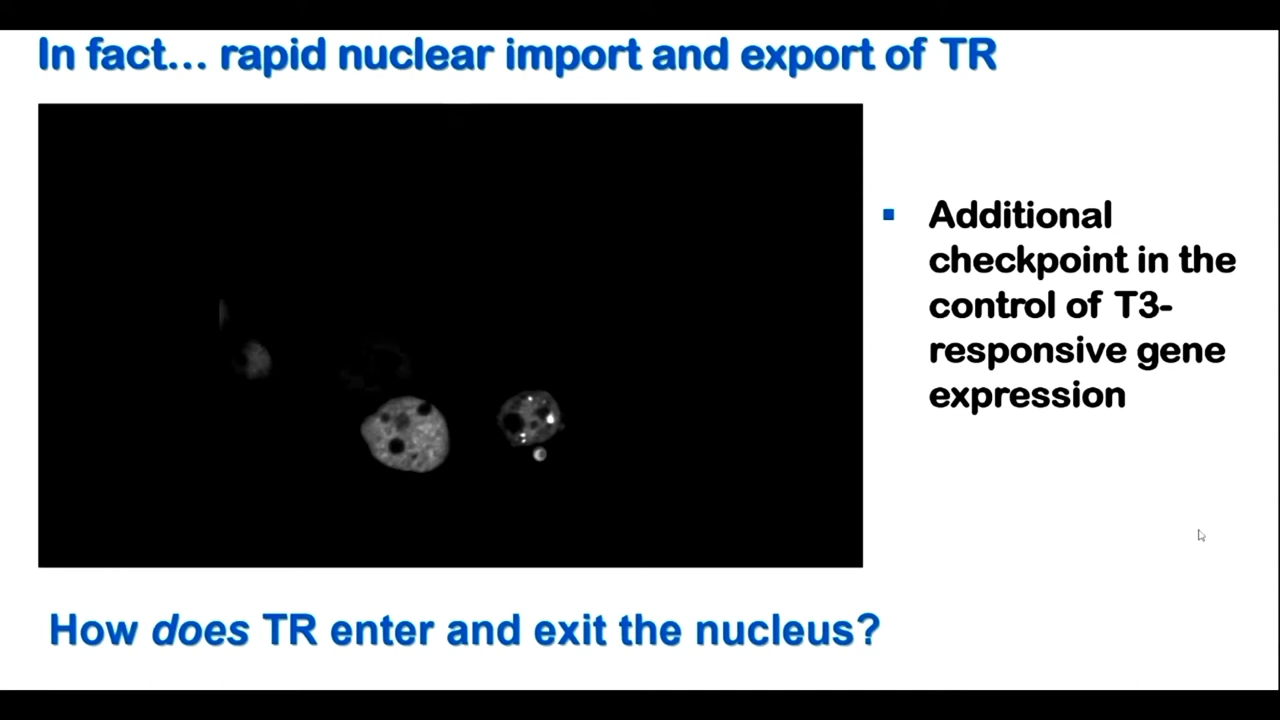 In fact... rapid nuclear import and export of TR
▪ Additional
checkpoint in the
control of T3-
responsive gene
expression
How does TR enter and exit the nucleus?